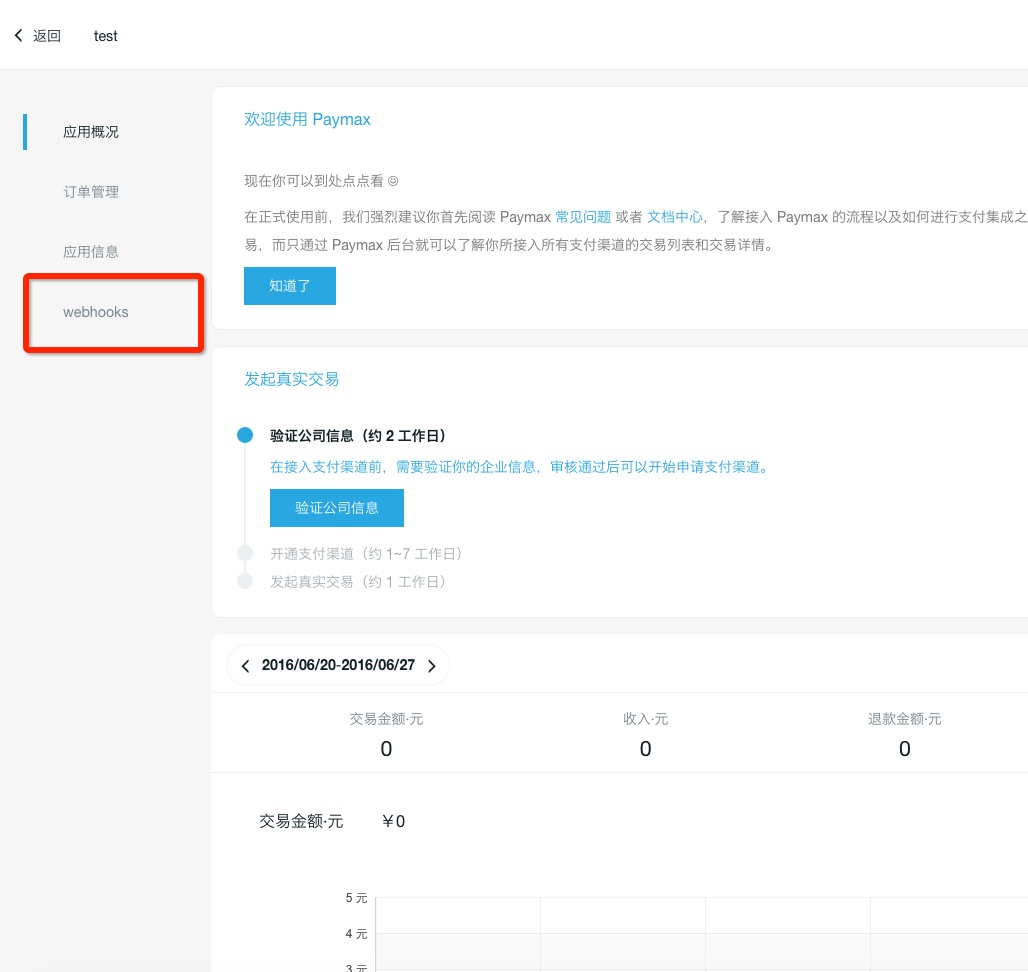 返回 test
应用概况
订单管理
应用信息
webhooks
欢迎使用 Paymax
现在你可以到处点点看
在正式使用前，我们强烈建议你首先阅读 Paymax 常见问题 或者 文档中心，了解接入 Paymax 的流程以及如何进行支付集成之
易，而只通过 Paymax 后台就可以了解你所接入所有支付渠道的交易列表和交易详情。
知道了
发起真实交易
验证公司信息（约 2 工作日）
在接入支付渠道前，需要验证你的企业信息，审核通过后可以开始申请支付渠道。
验证公司信息
开通支付渠道（约 1~7 工作日）
发起真实交易（约 1 工作日）
2016/06/20-2016/06/27
交易金额·元 收入·元 退款金额·元
0 0 0
交易金额·元 ￥0
5 元
4 元
3 元